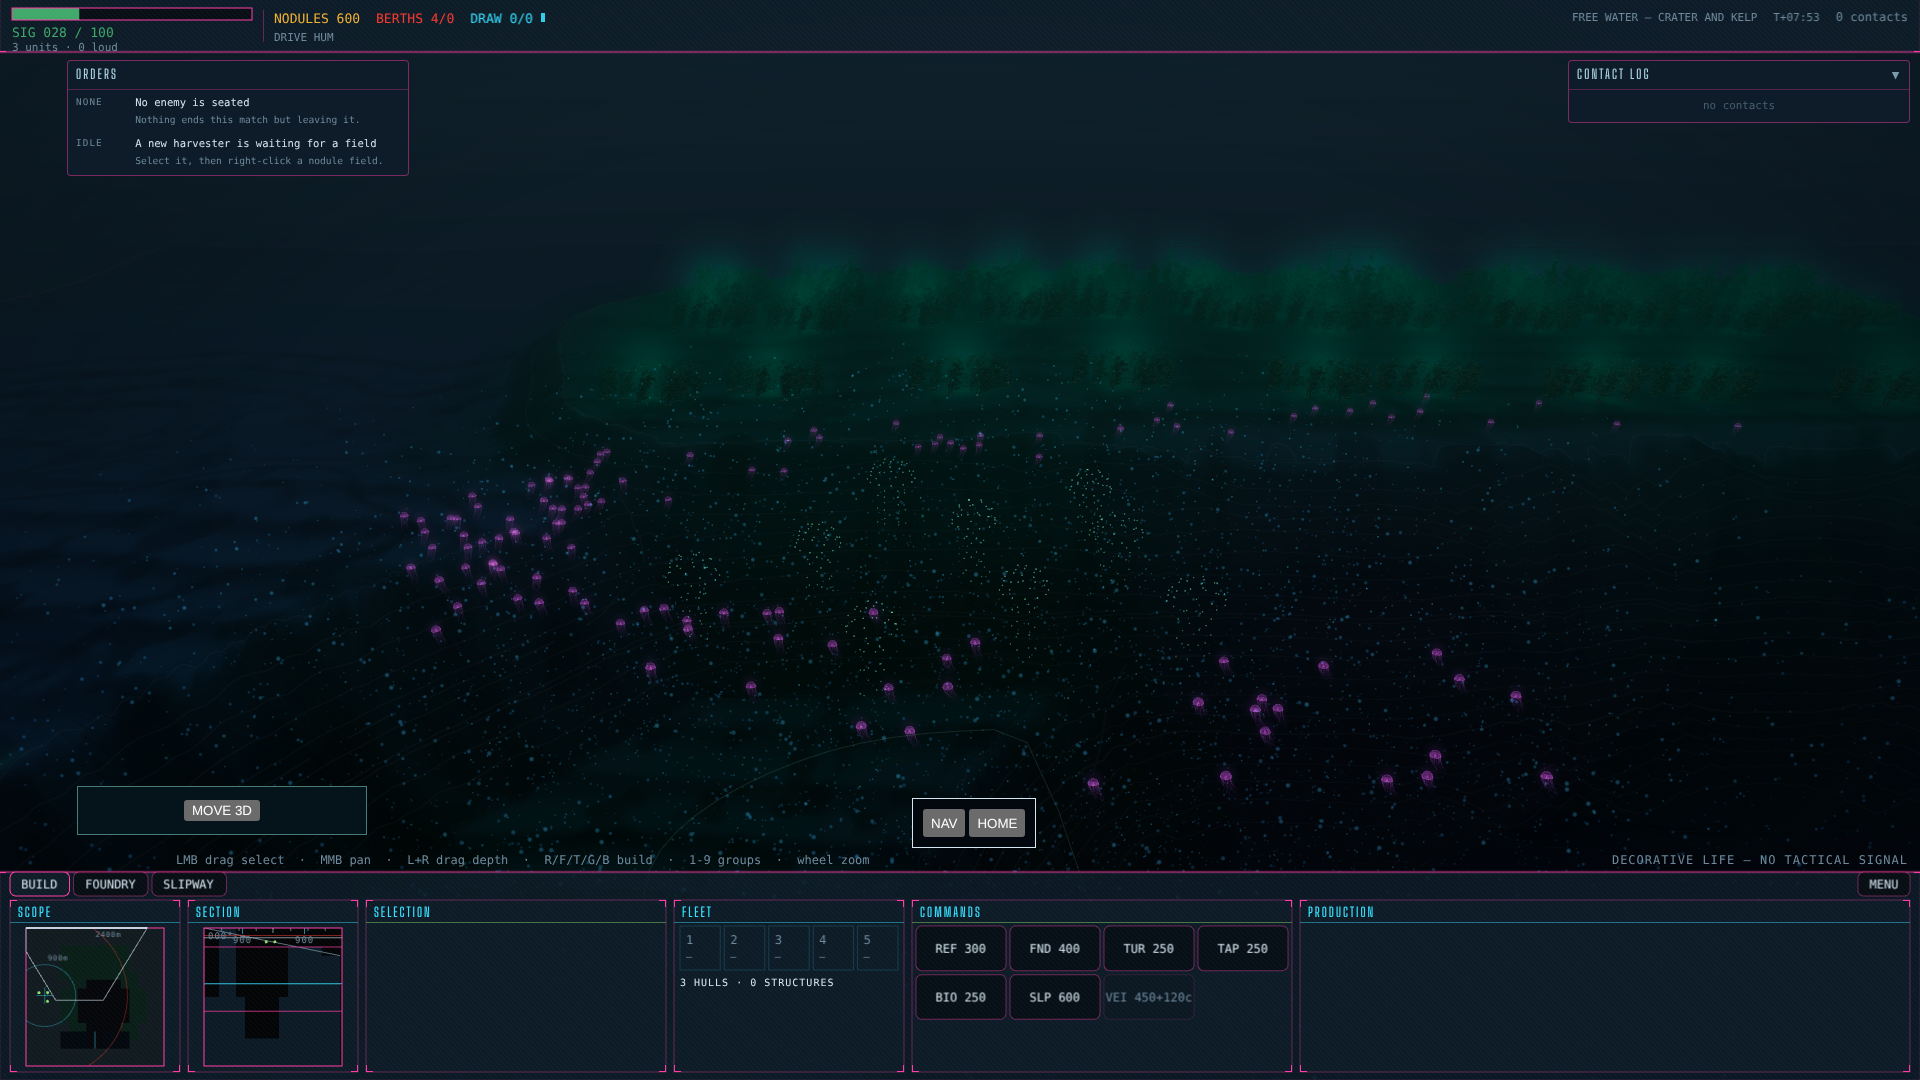 SIG 028 / 100
3 units · 0 loud
NODULES 600 BERTHS 4/0 DRAW 0/0
DRIVE HUM
FREE WATER — CRATER AND KELP T+07:53 0 contacts
ORDERS
NONE No enemy is seated
Nothing ends this match but leaving it.
IDLE A new harvester is waiting for a field
Select it, then right-click a nodule field.
CONTACT LOG ▼
no contacts
MOVE 3D
NAV HOME
LMB drag select · MMB pan · L+R drag depth · R/F/T/G/B build · 1-9 groups · wheel zoom
DECORATIVE LIFE — NO TACTICAL SIGNAL
BUILD FOUNDRY SLIPWAY
MENU
SCOPE
2400m
900m
SECTION
000°
900 900
SELECTION
FLEET
1 2 3 4 5
– – – – –
3 HULLS · 0 STRUCTURES
COMMANDS
REF 300 FND 400 TUR 250 TAP 250
BIO 250 SLP 600 VEI 450+120c
PRODUCTION